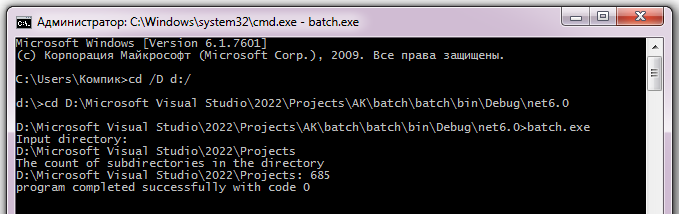 Администратор: C:\Windows\system32\cmd.exe - batch.exe
Microsoft Windows [Version 6.1.7601]
(c) Корпорация Майкрософт (Microsoft Corp.), 2009. Все права защищены.
C:\Users\Компик>cd /D d:/
d:\>cd D:\Microsoft Visual Studio\2022\Projects\AK\batch\batch\bin\Debug\net6.0
D:\Microsoft Visual Studio\2022\Projects\AK\batch\batch\bin\Debug\net6.0>batch.exe
Input directory:
D:\Microsoft Visual Studio\2022\Projects
The count of subdirectories in the directory
D:\Microsoft Visual Studio\2022\Projects: 685
program completed successfully with code 0